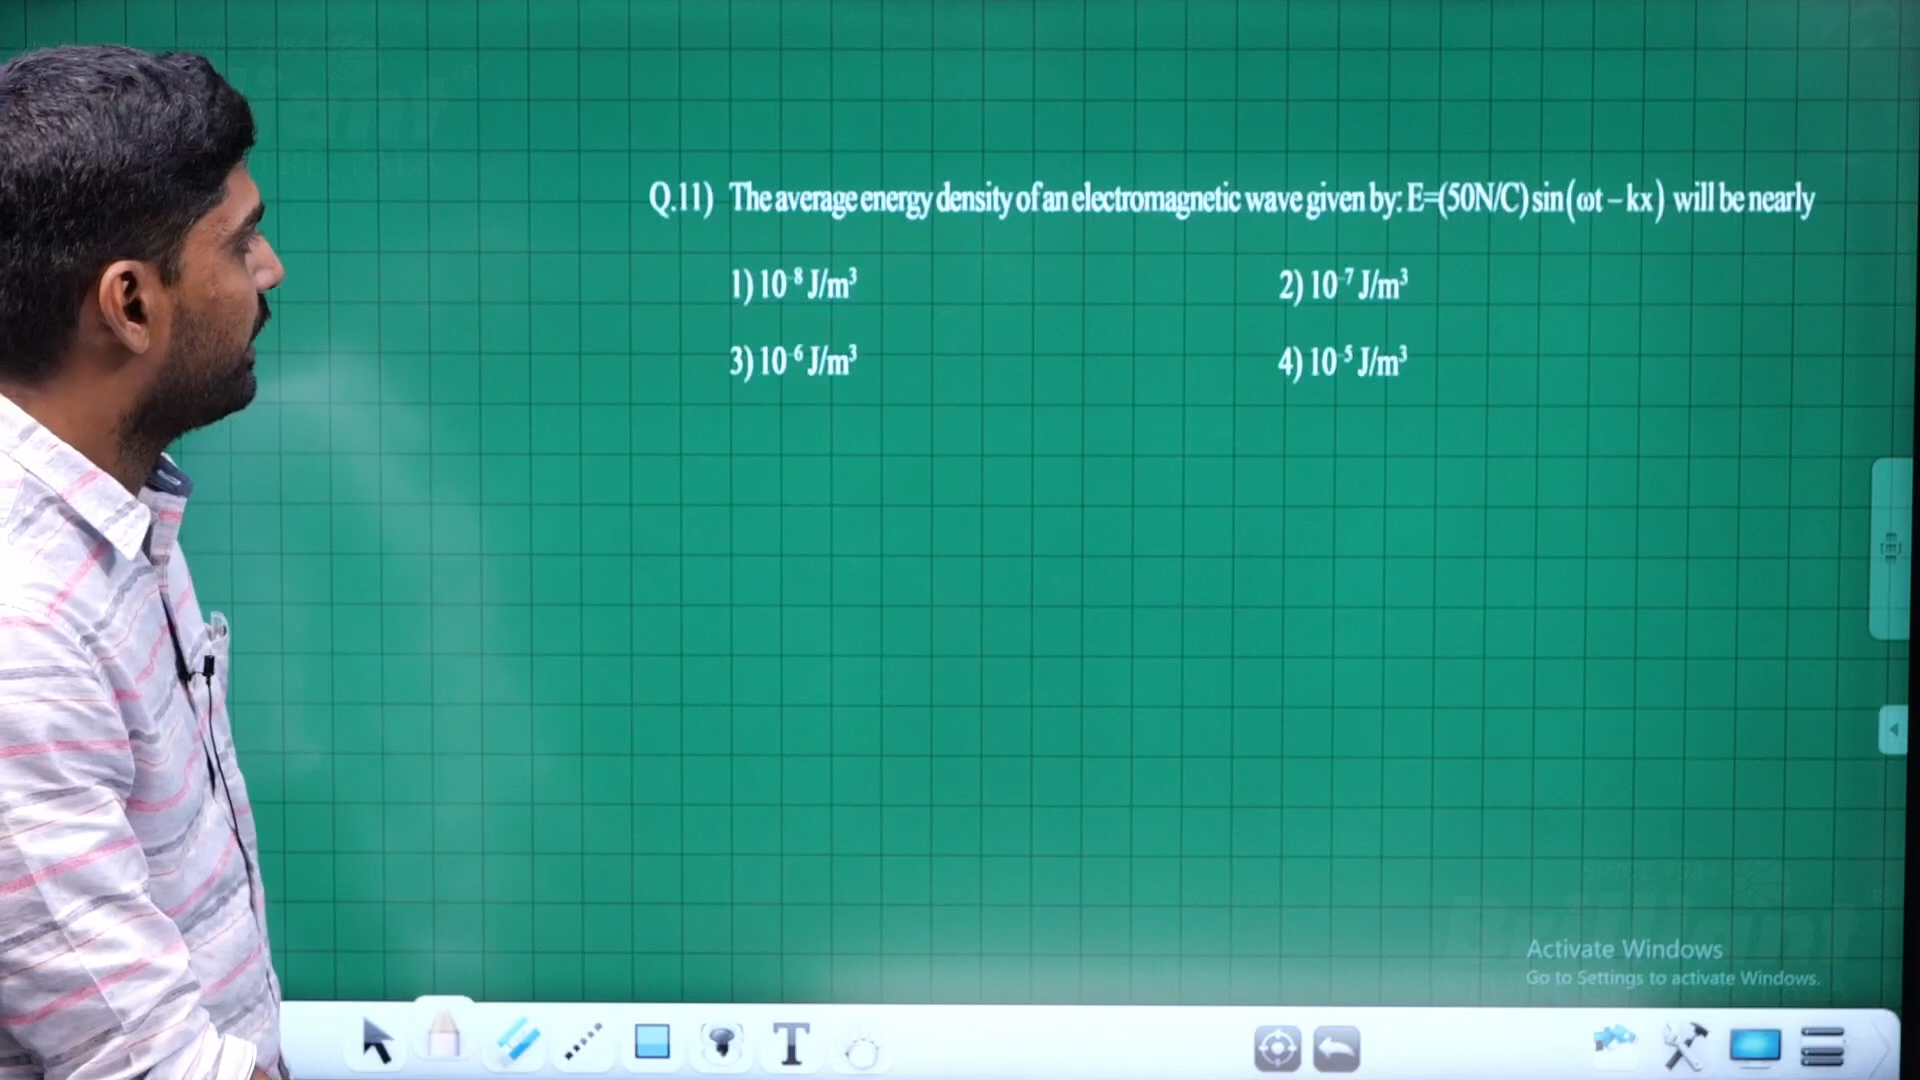 Q.11) The average energy density of an electromagnetic wave given by: E=(50N/C) sin(ωt – kx) will be nearly
1) 10⁻⁸ J/m³ 2) 10⁻⁷ J/m³
3) 10⁻⁶ J/m³ 4) 10⁻⁵ J/m³
Activate Windows
Go to Settings to activate Windows.
T